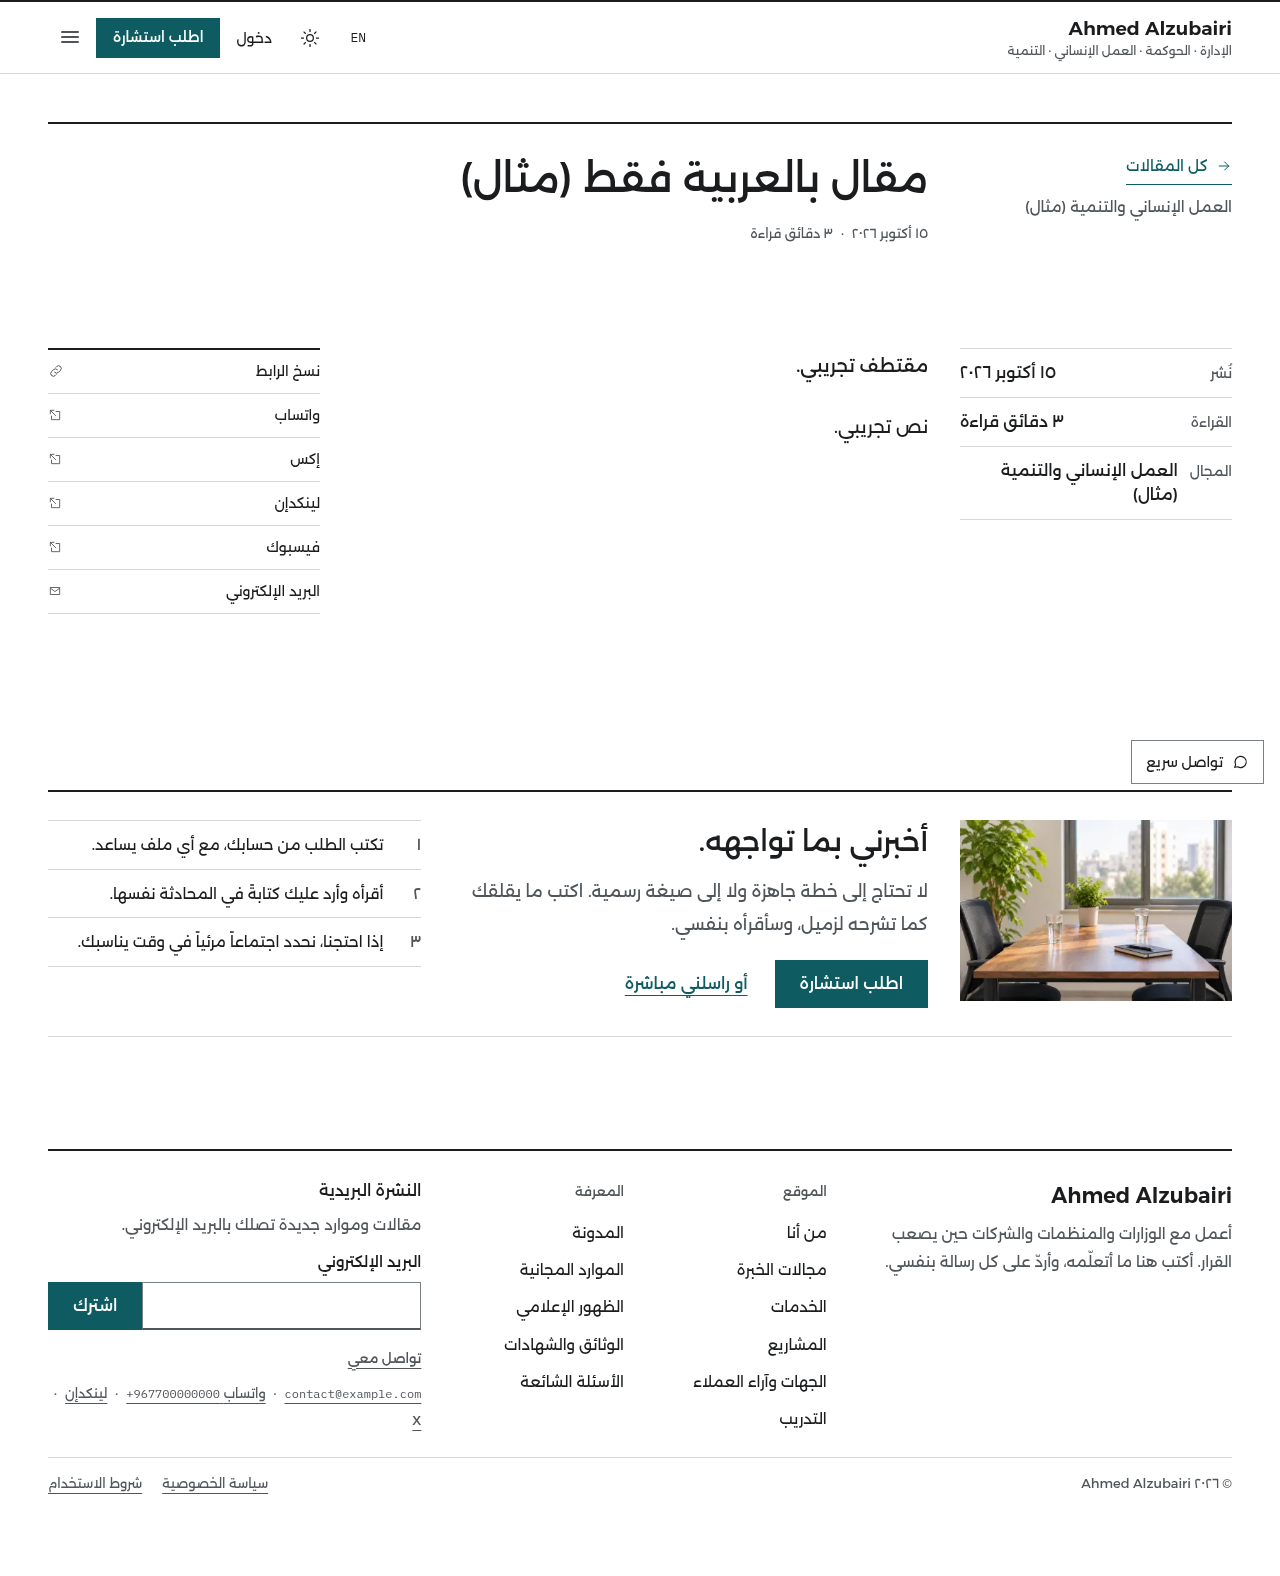 Ahmed Alzubairi
الإدارة · الحوكمة · العمل الإنساني · التنمية
EN
دخول
اطلب استشارة
كل المقالات
العمل الإنساني والتنمية (مثال)
مقال بالعربية فقط (مثال)
١٥ أكتوبر ٢٠٢٦ · ٣ دقائق قراءة
نُشر ١٥ أكتوبر ٢٠٢٦
القراءة ٣ دقائق قراءة
المجال العمل الإنساني والتنمية
(مثال)
مقتطف تجريبي.
نص تجريبي.
نسخ الرابط
واتساب
إكس
لينكدإن
فيسبوك
البريد الإلكتروني
تواصل سريع
أخبرني بما تواجهه.
لا تحتاج إلى خطة جاهزة ولا إلى صيغة رسمية. اكتب ما يقلقك
كما تشرحه لزميل، وسأقرأه بنفسي.
اطلب استشارة
أو راسلني مباشرة
١ تكتب الطلب من حسابك، مع أي ملف يساعد.
٢ أقرأه وأرد عليك كتابةً في المحادثة نفسها.
٣ إذا احتجنا، نحدد اجتماعاً مرئياً في وقت يناسبك.
Ahmed Alzubairi
أعمل مع الوزارات والمنظمات والشركات حين يصعب
القرار. أكتب هنا ما أتعلّمه، وأردّ على كل رسالة بنفسي.
الموقع
من أنا
مجالات الخبرة
الخدمات
المشاريع
الجهات وآراء العملاء
التدريب
المعرفة
المدونة
الموارد المجانية
الظهور الإعلامي
الوثائق والشهادات
الأسئلة الشائعة
النشرة البريدية
مقالات وموارد جديدة تصلك بالبريد الإلكتروني.
البريد الإلكتروني
اشترك
تواصل معي
contact@example.com · واتساب +967700000000 · لينكدإن ·
X
© ٢٠٢٦ Ahmed Alzubairi
سياسة الخصوصية
شروط الاستخدام